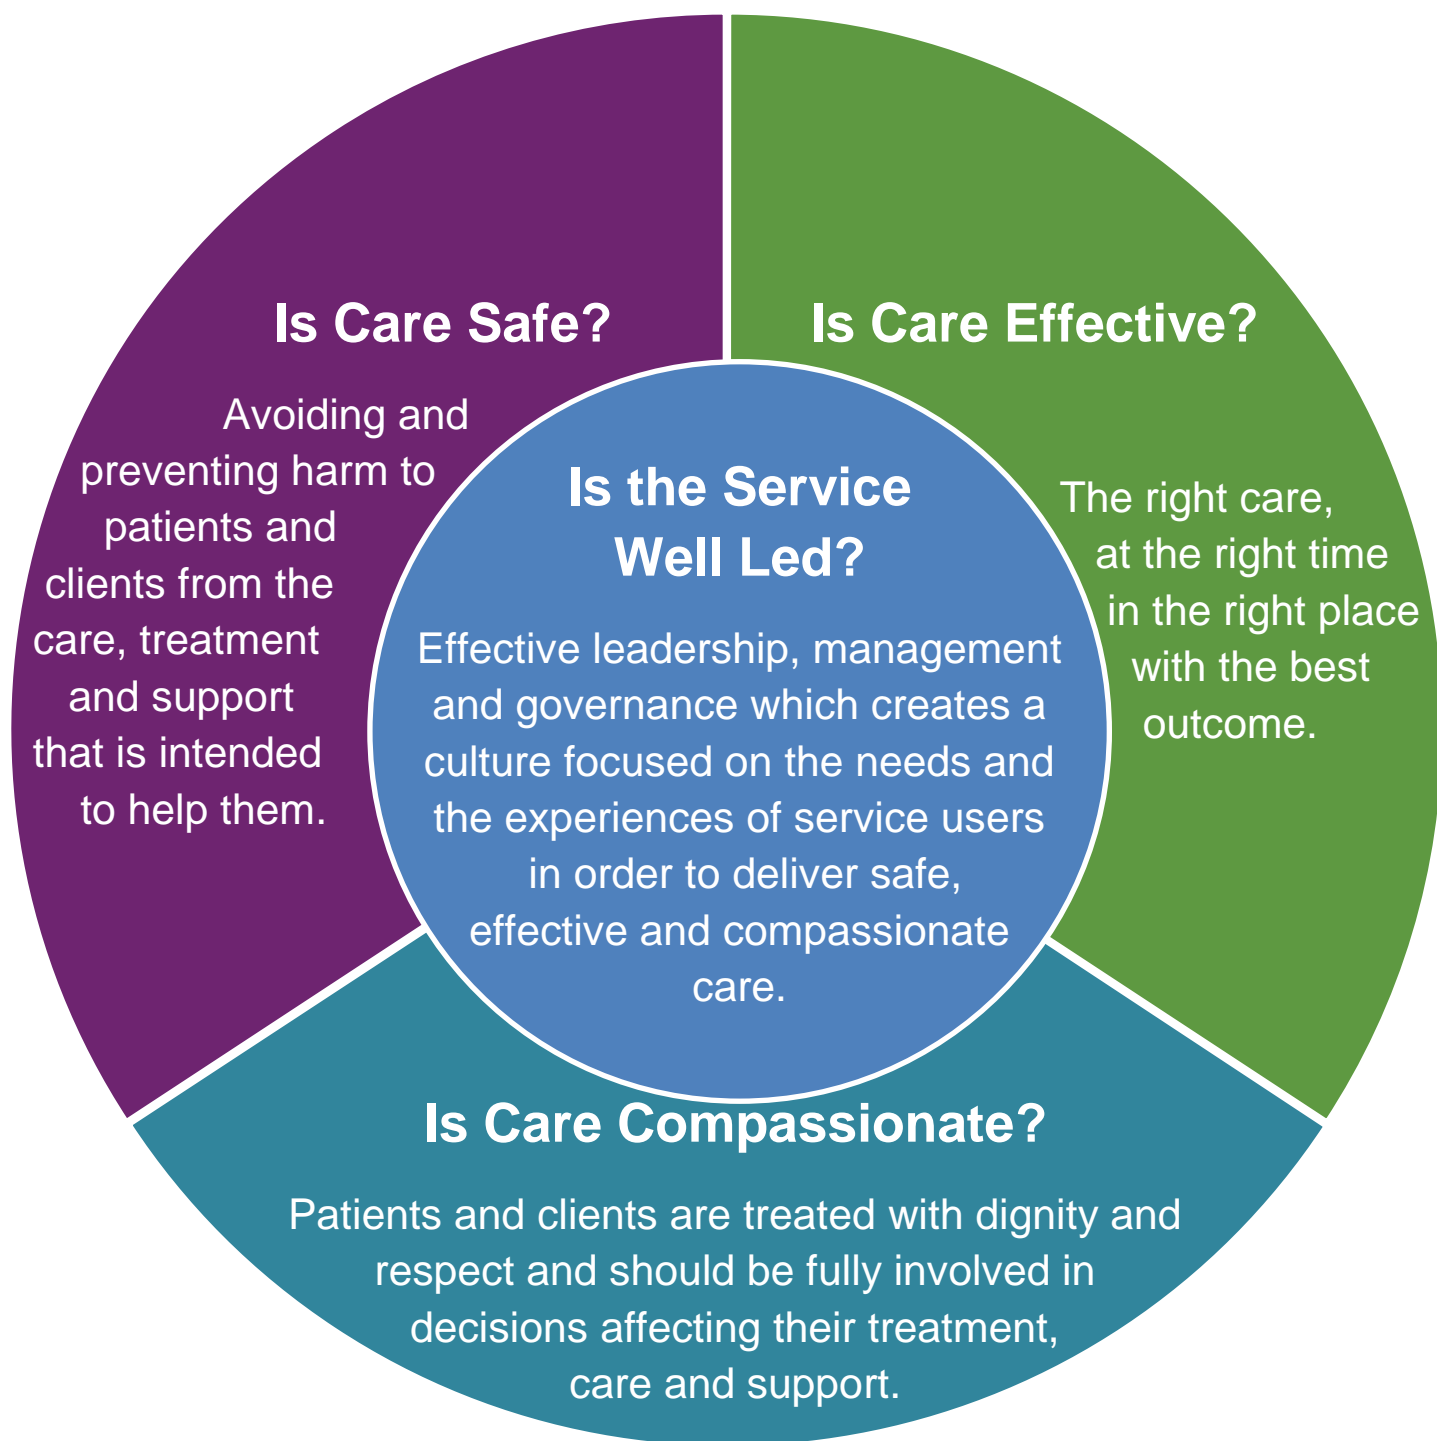 Is Care Safe?
Avoiding and
preventing harm to
patients and
clients from the
care, treatment
and support
that is intended
to help them.
Is Care Effective?
The right care,
at the right time
in the right place
with the best
outcome.
Is the Service
Well Led?
Effective leadership, management
and governance which creates a
culture focused on the needs and
the experiences of service users
in order to deliver safe,
effective and compassionate
care.
Is Care Compassionate?
Patients and clients are treated with dignity and
respect and should be fully involved in
decisions affecting their treatment,
care and support.